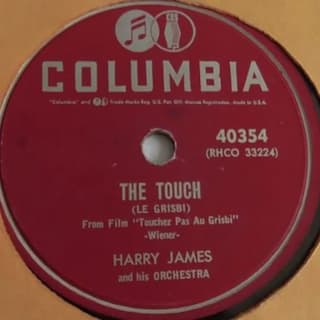 COLUMBIA
"Columbia" and Trade Marks Reg. U.S. Pat. Off. Marcas Registradas. Made in U.S.A.
40354
(RHCO 33224)
THE TOUCH
(LE GRISBI)
From Film "Touchez Pas Au Grisbi"
-Wiener-
HARRY JAMES
and his ORCHESTRA